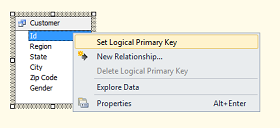 Customer
Id
Region
State
City
Zip Code
Gender
Set Logical Primary Key
New Relationship...
Delete Logical Primary Key
Explore Data
Properties Alt+Enter